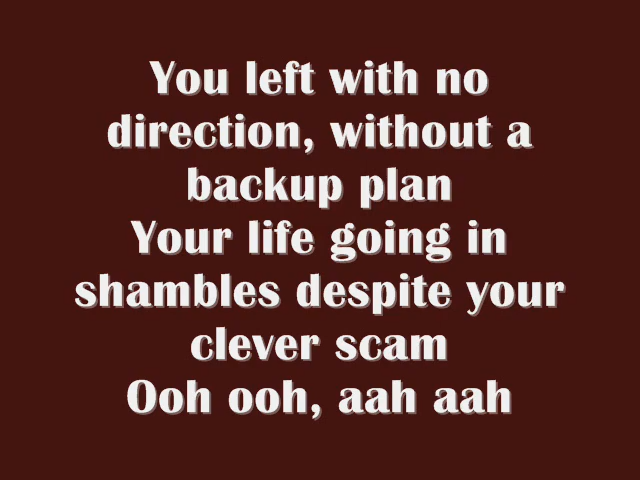 You left with no
direction, without a
backup plan
Your life going in
shambles despite your
clever scam
Ooh ooh, aah aah